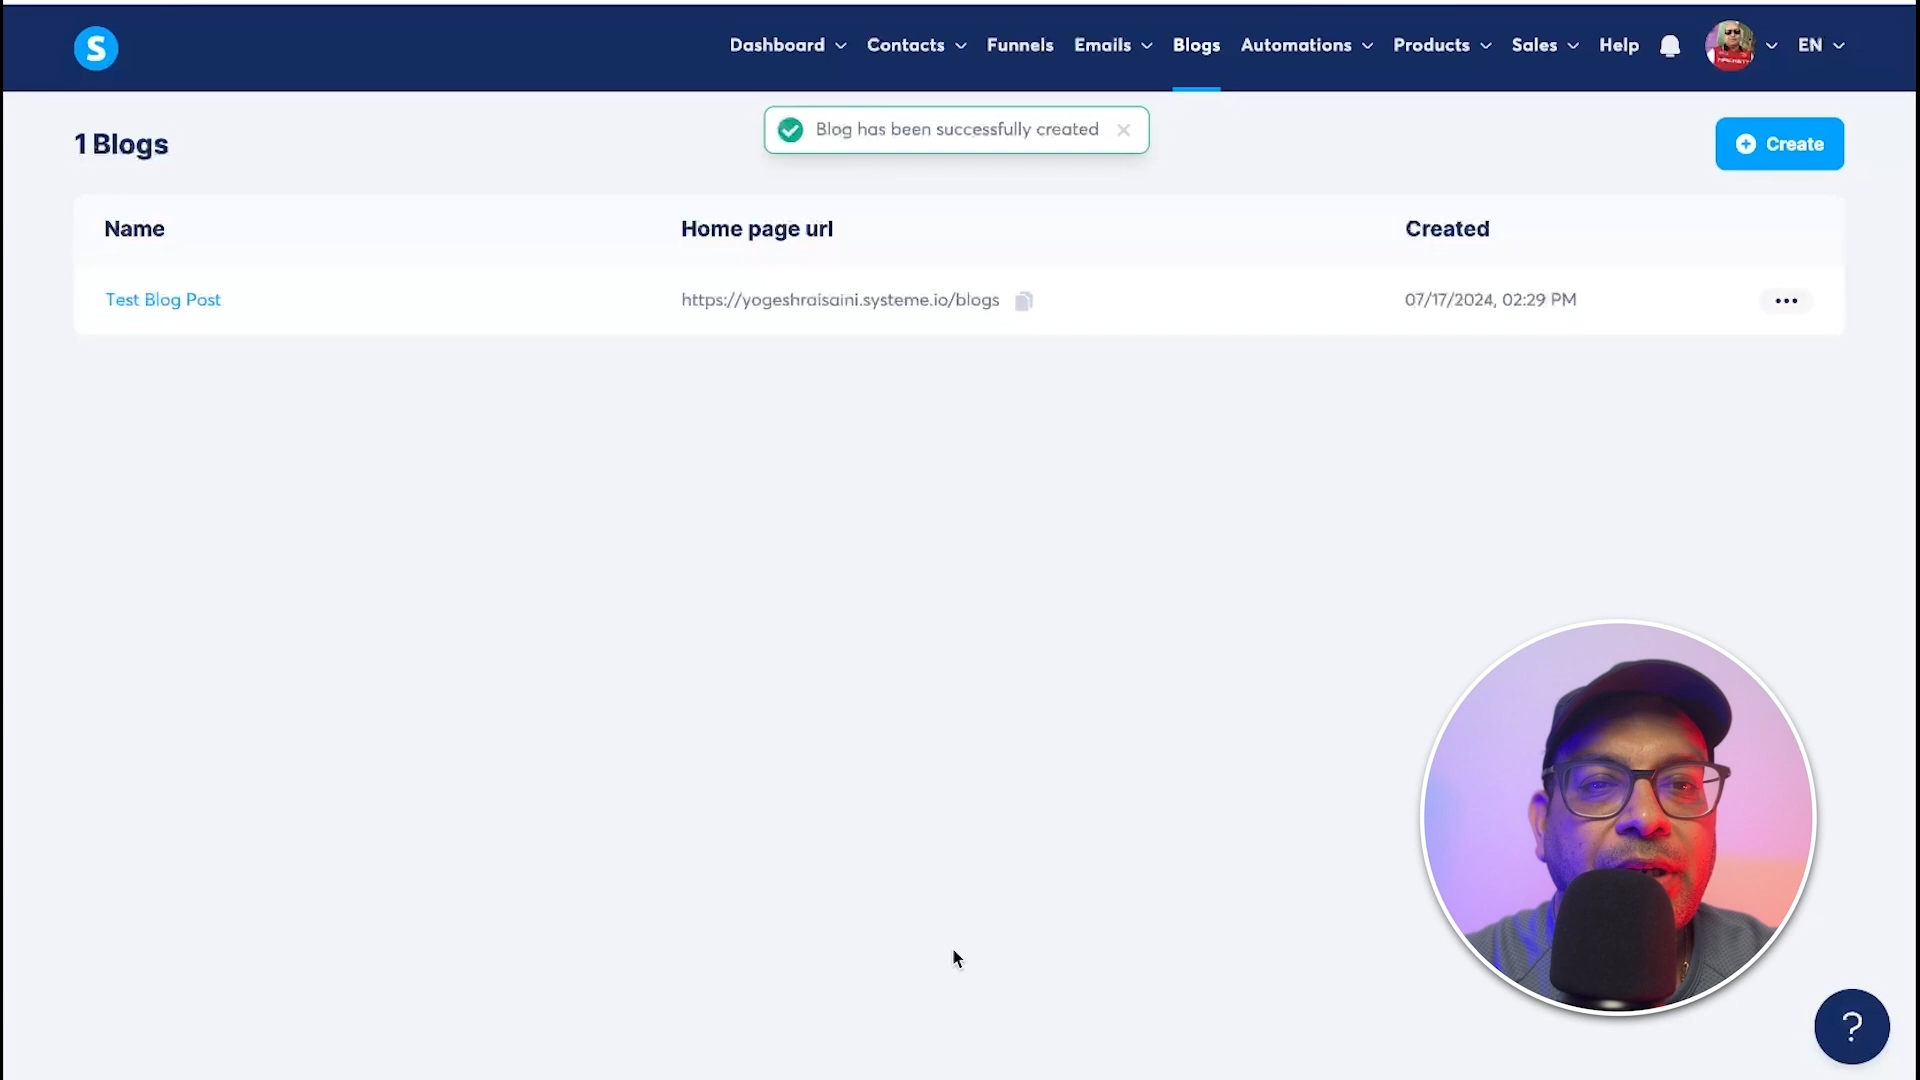 S
Dashboard Contacts Funnels Emails Blogs Automations Products Sales Help EN
Blog has been successfully created
1 Blogs
Create
Name Home page url Created
Test Blog Post https://yogeshraisaini.systeme.io/blogs 07/17/2024, 02:29 PM
?